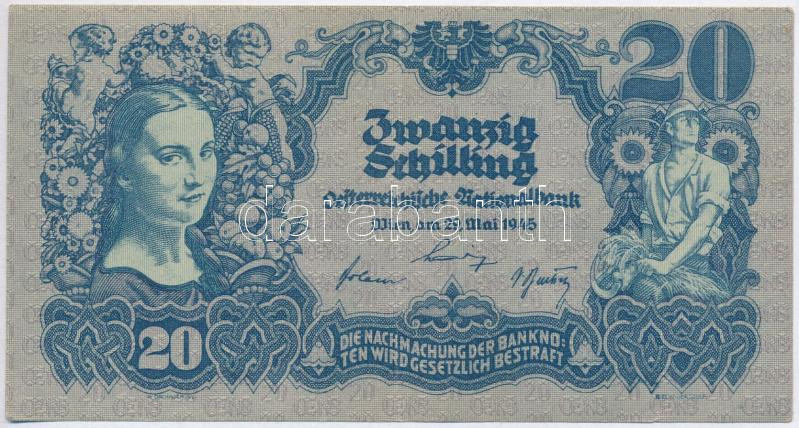 20
Zwanzig
Schilling
Oesterreichische Nationalbank
Wien, am 29. Mai 1945
20
DIE NACHMACHUNG DER BANKNO:
TEN WIRD GESETZLICH BESTRAFT
darabanth